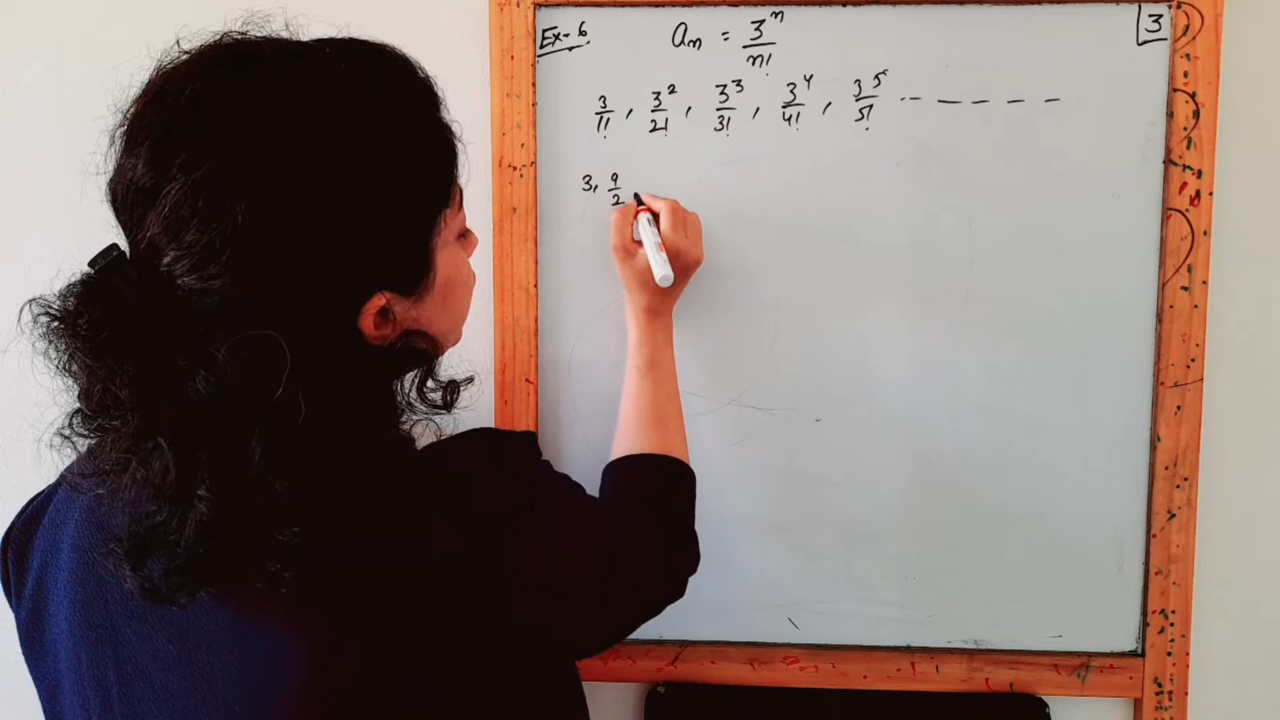 Ex-6 aₙ = 3ⁿ/n! 3
3/1!, 3²/2!, 3³/3!, 3⁴/4!, 3⁵/5! -- — — — —
3, 9/2